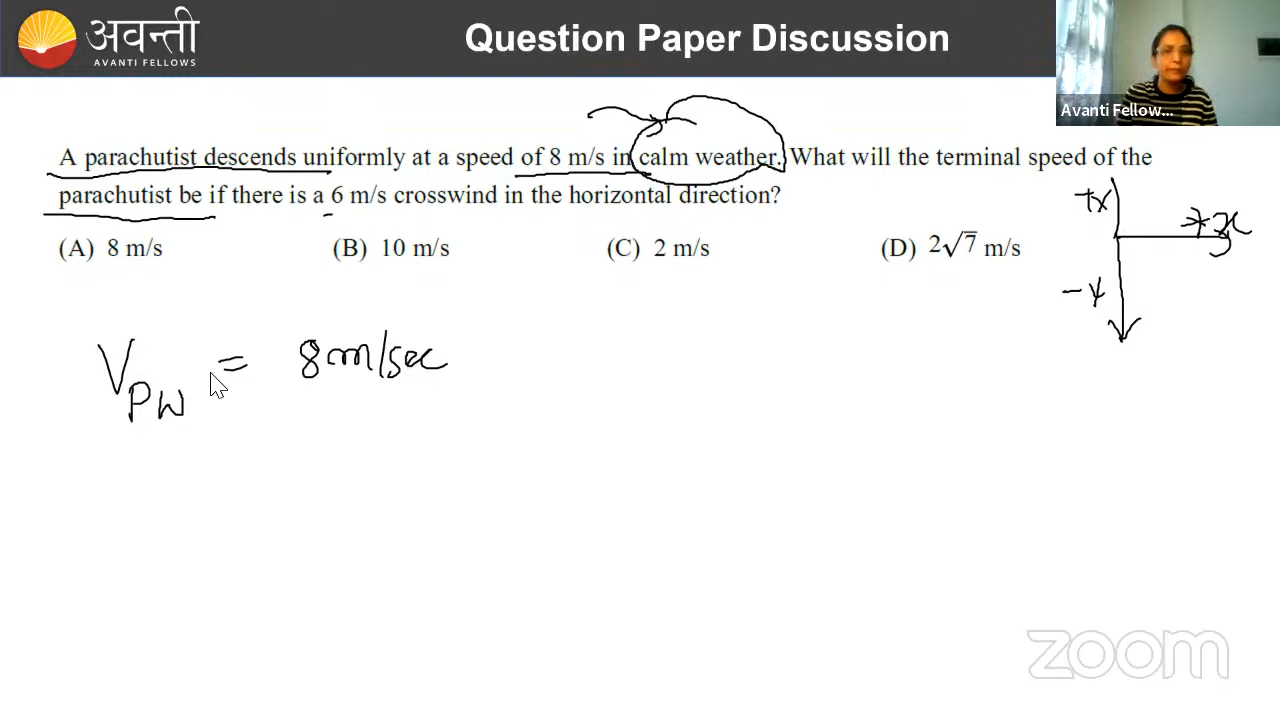 अवन्ती
AVANTI FELLOWS
Question Paper Discussion
Avanti Fellow...
A parachutist descends uniformly at a speed of 8 m/s in calm weather. What will the terminal speed of the
parachutist be if there is a 6 m/s crosswind in the horizontal direction?
(A) 8 m/s (B) 10 m/s (C) 2 m/s (D) 2√7 m/s
+x
-y
V_PW = 8m/sec
zoom